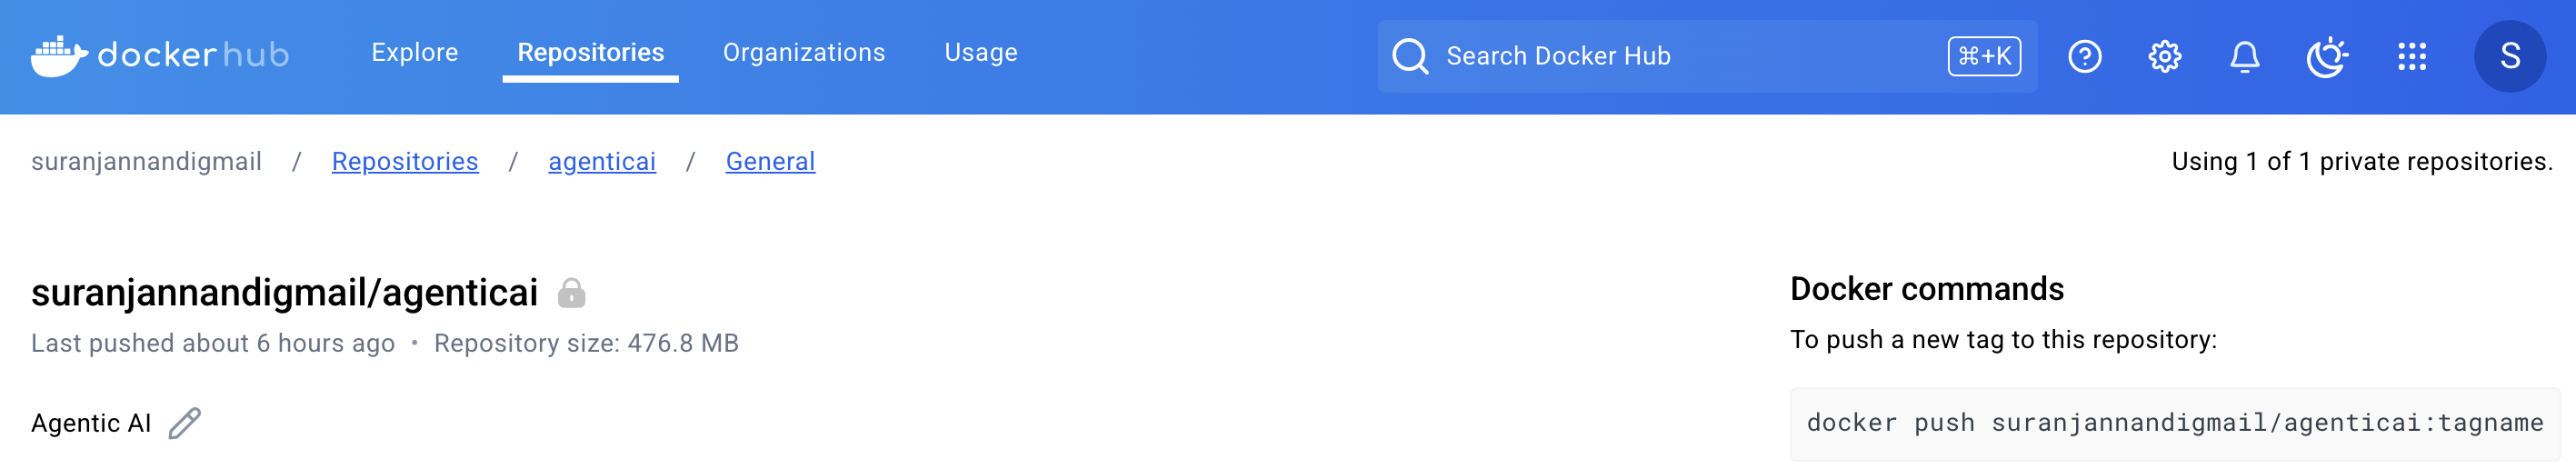 dockerhub Explore Repositories Organizations Usage Search Docker Hub ⌘+K S
suranjannandigmail / Repositories / agenticai / General Using 1 of 1 private repositories.
suranjannandigmail/agenticai
Last pushed about 6 hours ago • Repository size: 476.8 MB
Agentic AI
Docker commands
To push a new tag to this repository:
docker push suranjannandigmail/agenticai:tagname